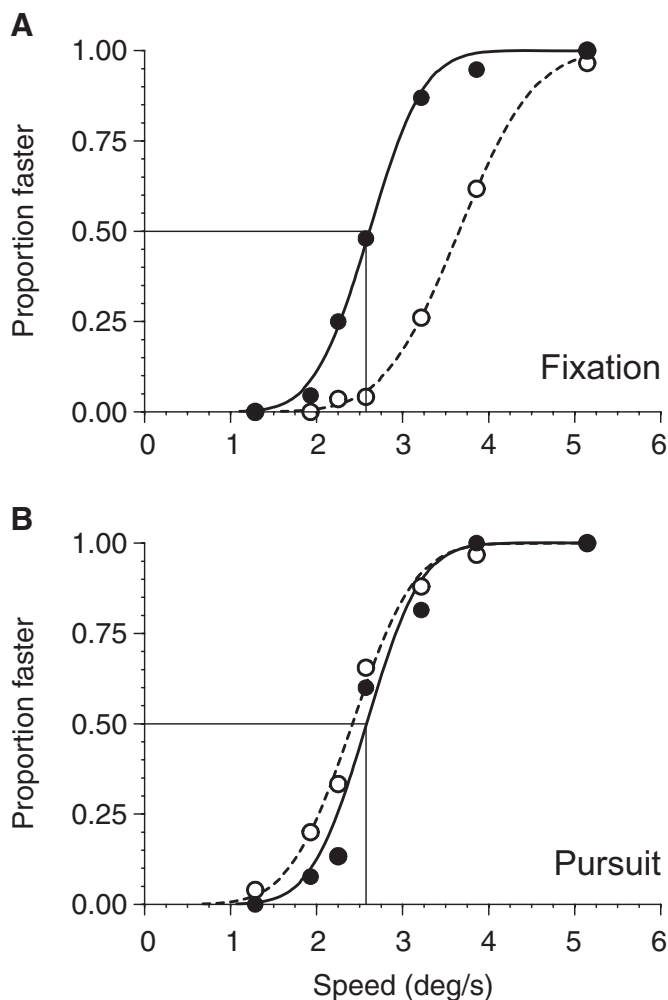 A
Proportion faster
1.00
0.75
0.50
0.25
0.00
Fixation
0 1 2 3 4 5 6
B
Proportion faster
1.00
0.75
0.50
0.25
0.00
Pursuit
0 1 2 3 4 5 6
Speed (deg/s)